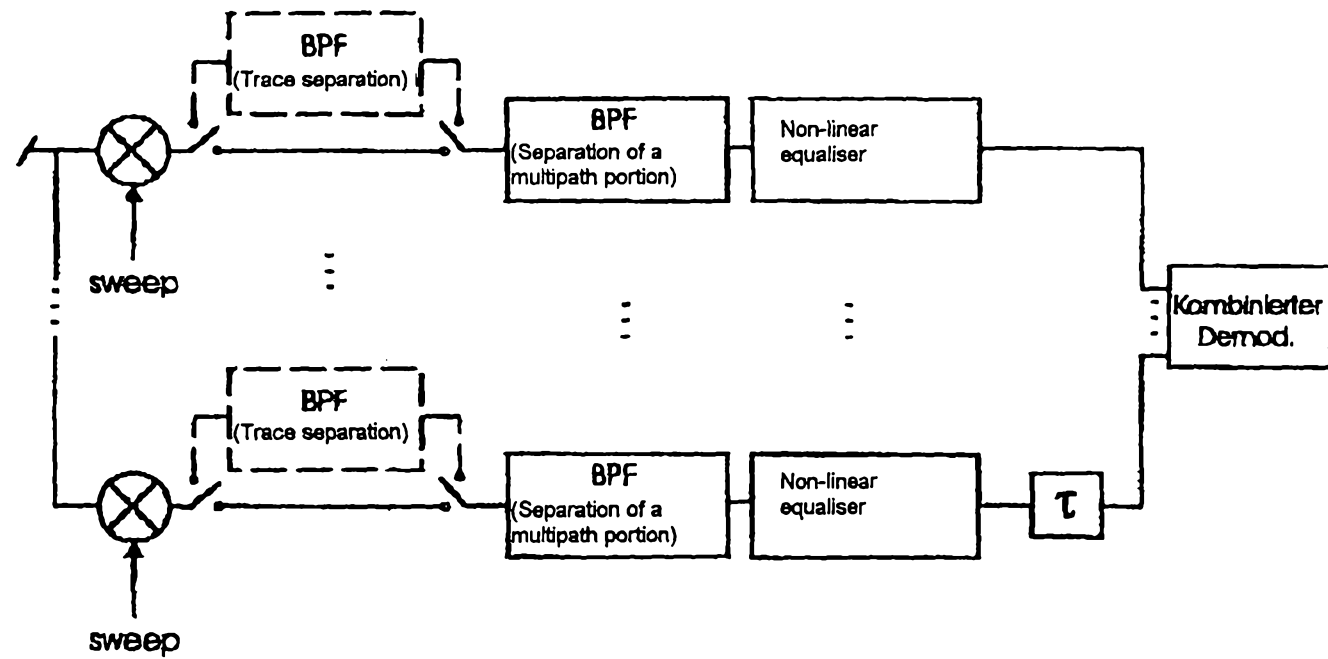 BPF
(Trace separation)
BPF
(Separation of a
multipath portion)
Non-linear
equaliser
sweep
Kombinierter
Demod.
BPF
(Trace separation)
BPF
(Separation of a
multipath portion)
Non-linear
equaliser
τ
sweep